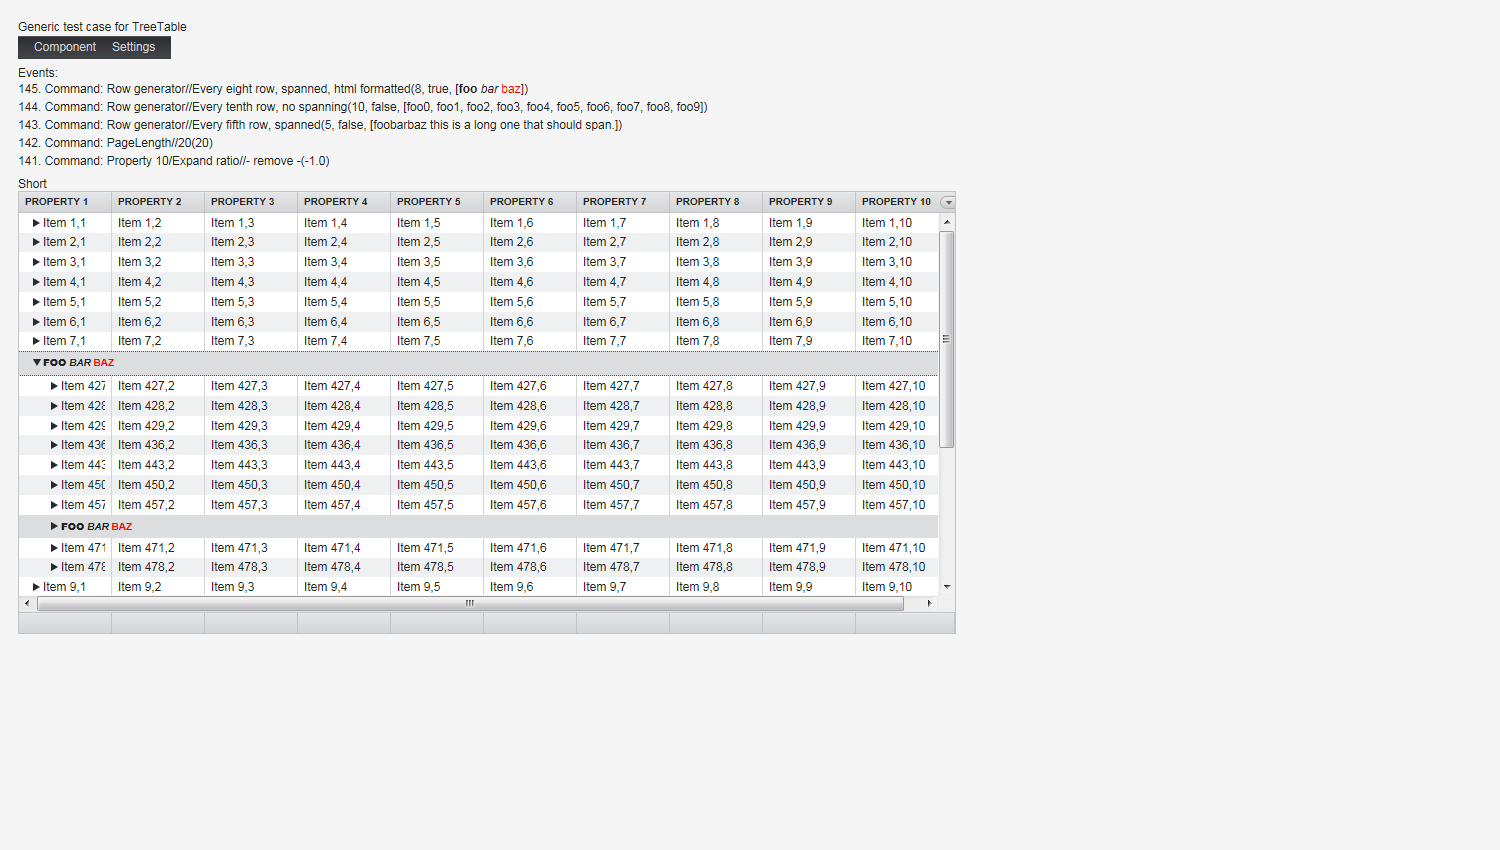 Generic test case for TreeTable
Component Settings
Events:
145. Command: Row generator//Every eight row, spanned, html formatted(8, true, [foo bar baz])
144. Command: Row generator//Every tenth row, no spanning(10, false, [foo0, foo1, foo2, foo3, foo4, foo5, foo6, foo7, foo8, foo9])
143. Command: Row generator//Every fifth row, spanned(5, false, [foobarbaz this is a long one that should span.])
142. Command: PageLength//20(20)
141. Command: Property 10/Expand ratio//- remove -(-1.0)
Short
PROPERTY 1 PROPERTY 2 PROPERTY 3 PROPERTY 4 PROPERTY 5 PROPERTY 6 PROPERTY 7 PROPERTY 8 PROPERTY 9 PROPERTY 10
Item 1,1 Item 1,2 Item 1,3 Item 1,4 Item 1,5 Item 1,6 Item 1,7 Item 1,8 Item 1,9 Item 1,10
Item 2,1 Item 2,2 Item 2,3 Item 2,4 Item 2,5 Item 2,6 Item 2,7 Item 2,8 Item 2,9 Item 2,10
Item 3,1 Item 3,2 Item 3,3 Item 3,4 Item 3,5 Item 3,6 Item 3,7 Item 3,8 Item 3,9 Item 3,10
Item 4,1 Item 4,2 Item 4,3 Item 4,4 Item 4,5 Item 4,6 Item 4,7 Item 4,8 Item 4,9 Item 4,10
Item 5,1 Item 5,2 Item 5,3 Item 5,4 Item 5,5 Item 5,6 Item 5,7 Item 5,8 Item 5,9 Item 5,10
Item 6,1 Item 6,2 Item 6,3 Item 6,4 Item 6,5 Item 6,6 Item 6,7 Item 6,8 Item 6,9 Item 6,10
Item 7,1 Item 7,2 Item 7,3 Item 7,4 Item 7,5 Item 7,6 Item 7,7 Item 7,8 Item 7,9 Item 7,10
FOO BAR BAZ
Item 427 Item 427,2 Item 427,3 Item 427,4 Item 427,5 Item 427,6 Item 427,7 Item 427,8 Item 427,9 Item 427,10
Item 428 Item 428,2 Item 428,3 Item 428,4 Item 428,5 Item 428,6 Item 428,7 Item 428,8 Item 428,9 Item 428,10
Item 429 Item 429,2 Item 429,3 Item 429,4 Item 429,5 Item 429,6 Item 429,7 Item 429,8 Item 429,9 Item 429,10
Item 436 Item 436,2 Item 436,3 Item 436,4 Item 436,5 Item 436,6 Item 436,7 Item 436,8 Item 436,9 Item 436,10
Item 443 Item 443,2 Item 443,3 Item 443,4 Item 443,5 Item 443,6 Item 443,7 Item 443,8 Item 443,9 Item 443,10
Item 450 Item 450,2 Item 450,3 Item 450,4 Item 450,5 Item 450,6 Item 450,7 Item 450,8 Item 450,9 Item 450,10
Item 457 Item 457,2 Item 457,3 Item 457,4 Item 457,5 Item 457,6 Item 457,7 Item 457,8 Item 457,9 Item 457,10
FOO BAR BAZ
Item 471 Item 471,2 Item 471,3 Item 471,4 Item 471,5 Item 471,6 Item 471,7 Item 471,8 Item 471,9 Item 471,10
Item 478 Item 478,2 Item 478,3 Item 478,4 Item 478,5 Item 478,6 Item 478,7 Item 478,8 Item 478,9 Item 478,10
Item 9,1 Item 9,2 Item 9,3 Item 9,4 Item 9,5 Item 9,6 Item 9,7 Item 9,8 Item 9,9 Item 9,10